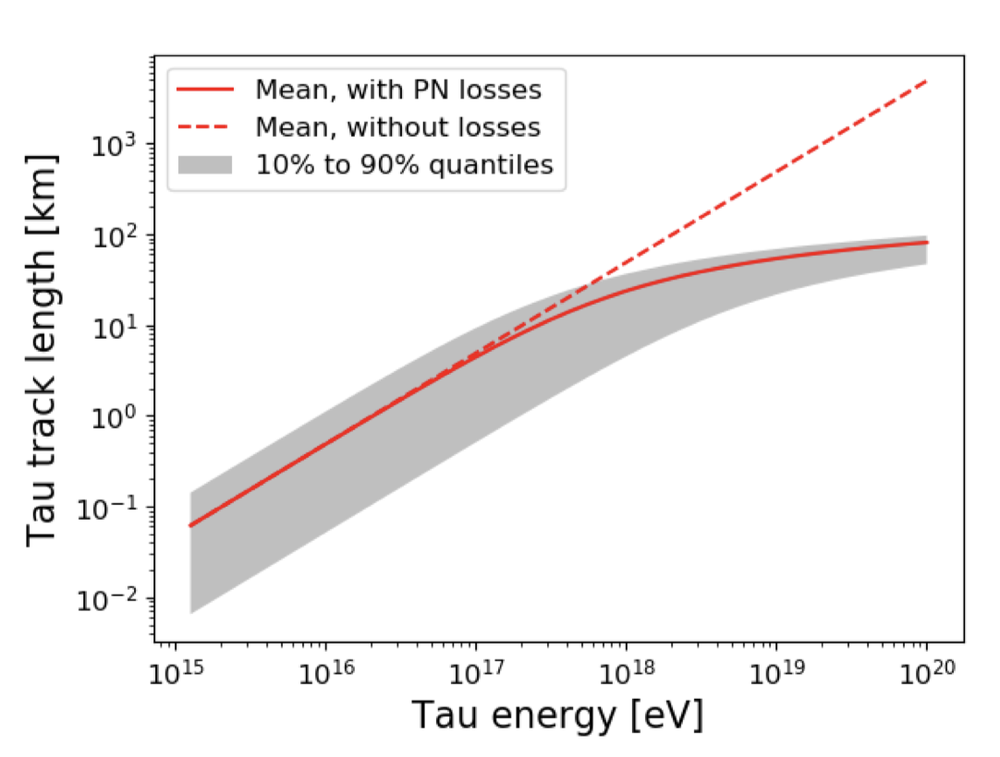 Mean, with PN losses
Mean, without losses
10% to 90% quantiles
Tau track length [km]
10³
10²
10¹
10⁰
10⁻¹
10⁻²
10¹⁵ 10¹⁶ 10¹⁷ 10¹⁸ 10¹⁹ 10²⁰
Tau energy [eV]